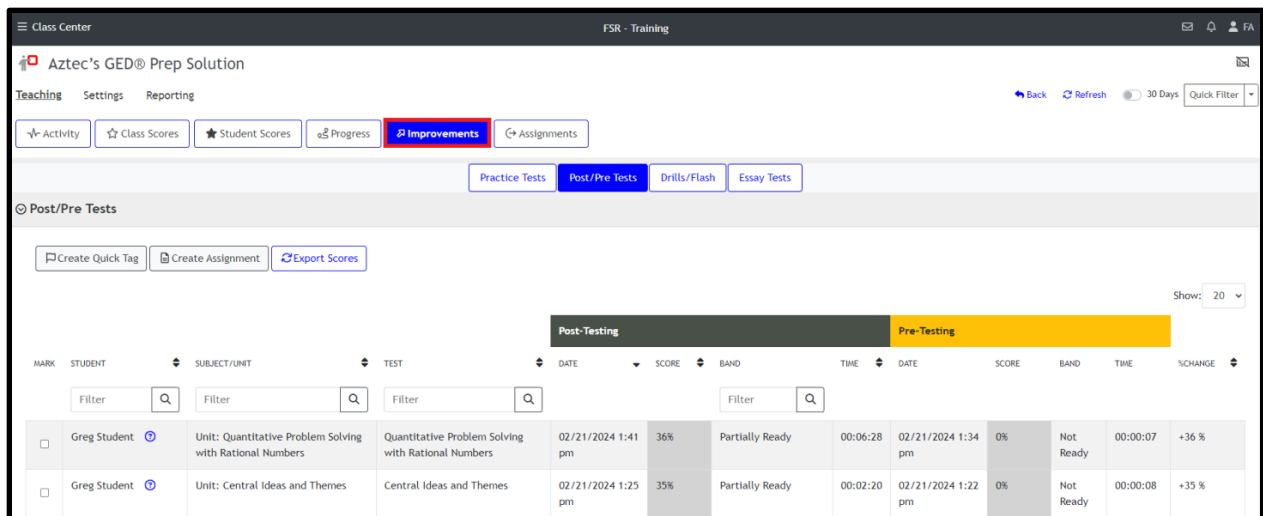 Class Center
FSR - Training
FA
Aztec's GED® Prep Solution
Teaching Settings Reporting
Back Refresh 30 Days Quick Filter
Activity Class Scores Student Scores Progress Improvements Assignments
Practice Tests Post/Pre Tests Drills/Flash Essay Tests
Post/Pre Tests
Create Quick Tag Create Assignment Export Scores
Show: 20
Post-Testing Pre-Testing
MARK STUDENT SUBJECT/UNIT TEST DATE SCORE BAND TIME DATE SCORE BAND TIME %CHANGE
Filter Filter Filter Filter
Greg Student Unit: Quantitative Problem Solving Quantitative Problem Solving 02/21/2024 1:41 36% Partially Ready 00:06:28 02/21/2024 1:34 0% Not 00:00:07 +36 %
with Rational Numbers with Rational Numbers pm pm Ready
Greg Student Unit: Central Ideas and Themes Central Ideas and Themes 02/21/2024 1:25 35% Partially Ready 00:02:20 02/21/2024 1:22 0% Not 00:00:08 +35 %
pm pm Ready